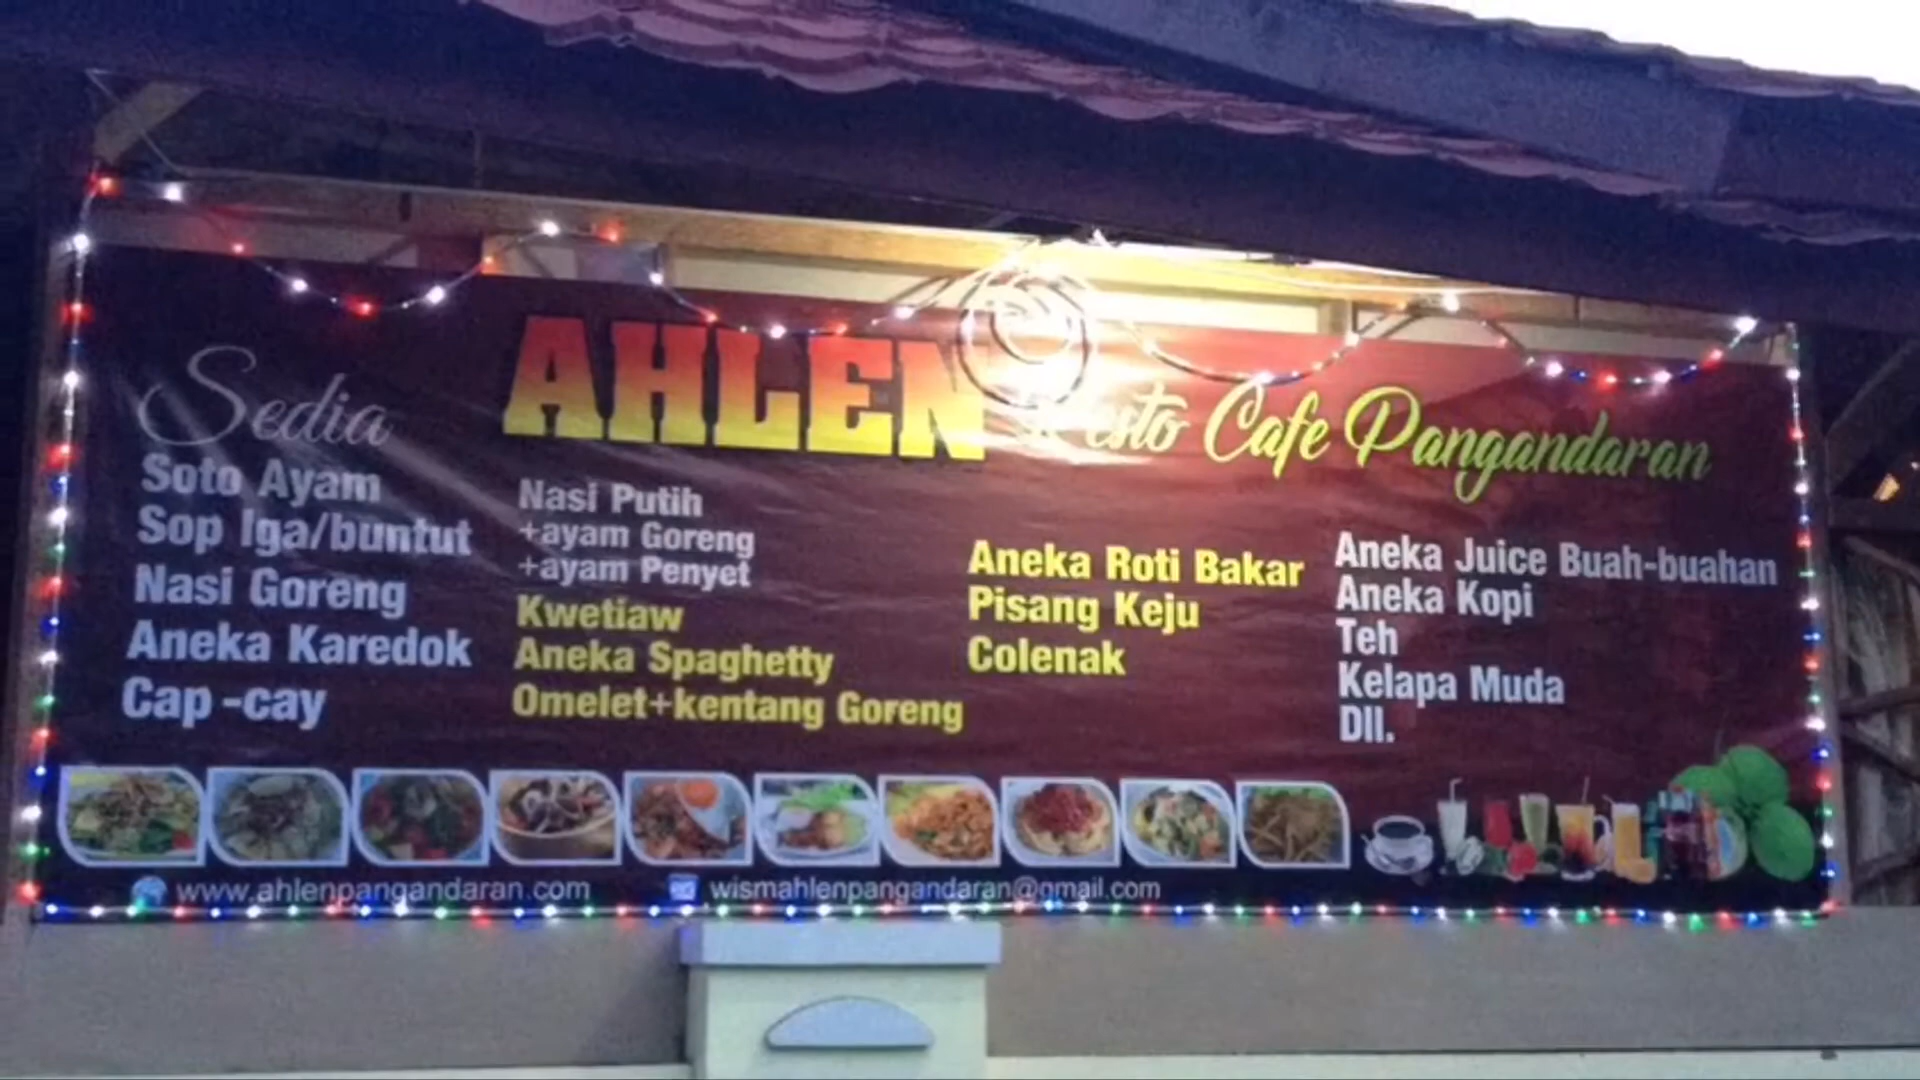 AHLEN Resto Cafe Pangandaran
Sedia
Soto Ayam
Sop Iga/buntut
Nasi Goreng
Aneka Karedok
Cap -cay
Nasi Putih
+ayam Goreng
+ayam Penyet
Kwetiaw
Aneka Spaghetty
Omelet+kentang Goreng
Aneka Roti Bakar
Pisang Keju
Colenak
Aneka Juice Buah-buahan
Aneka Kopi
Teh
Kelapa Muda
Dll.
www.ahlenpangandaran.com
wismahlenpangandaran@gmail.com